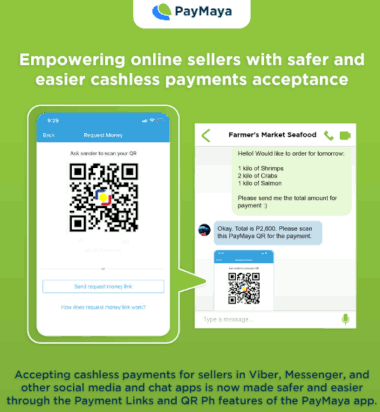 PayMaya
Empowering online sellers with safer and
easier cashless payments acceptance
9:29
Back
Request Money
Ask sender to scan your QR
or
Send request money link
How does request money link work?
Farmer's Market Seafood
Hello! Would like to order for tomorrow:
1 kilo of Shrimps
2 kilo of Crabs
1 kilo of Salmon
Please send me the total amount for
payment :)
Okay. Total is P2,600. Please scan
this PayMaya QR for the payment.
Type a message...
Accepting cashless payments for sellers in Viber, Messenger, and
other social media and chat apps is now made safer and easier
through the Payment Links and QR Ph features of the PayMaya app.